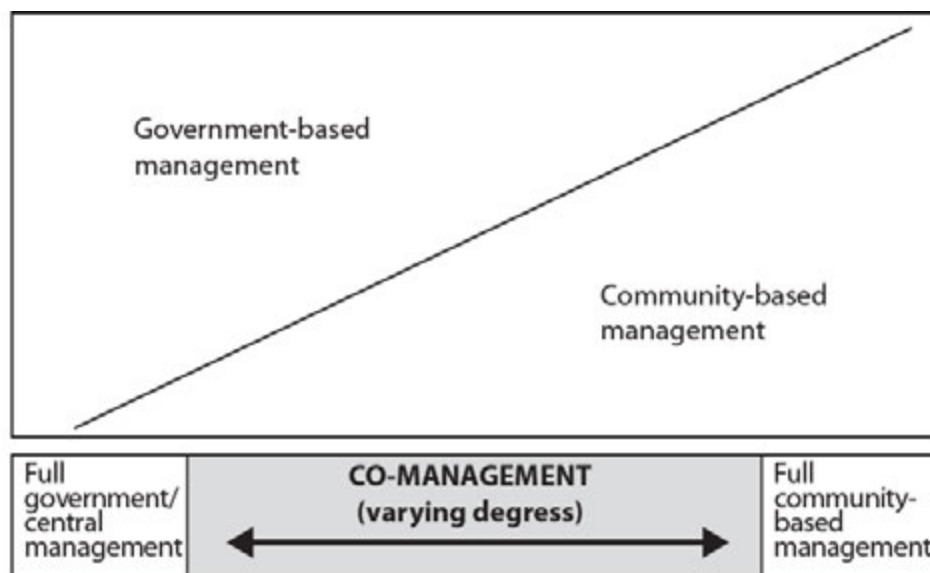 Government-based
management
Community-based
management
Full
government/
central
management
CO-MANAGEMENT
(varying degress)
Full
community-
based
management